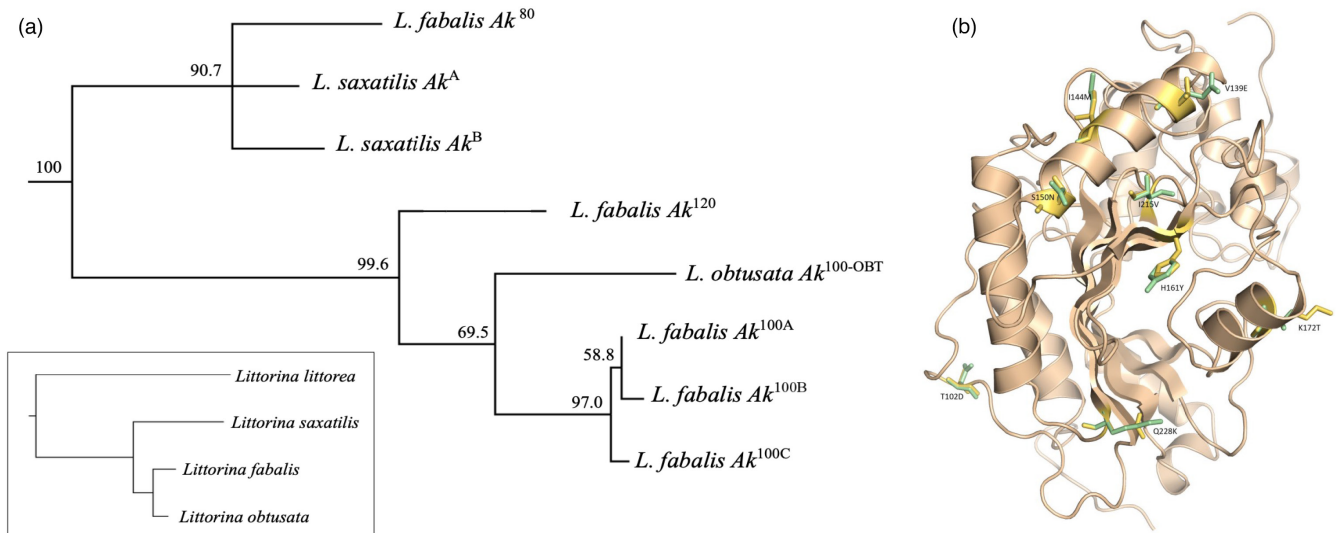 (a)
L. fabalis Ak80
90.7
L. saxatilis AkA
L. saxatilis AkB
100
L. fabalis Ak120
99.6
L. obtusata Ak100-OBT
69.5
L. fabalis Ak100A
58.8
L. fabalis Ak100B
97.0
L. fabalis Ak100C
Littorina littorea
Littorina saxatilis
Littorina fabalis
Littorina obtusata
(b)
I144M
V139E
S150N
I215V
H161Y
K172T
T102D
Q228K